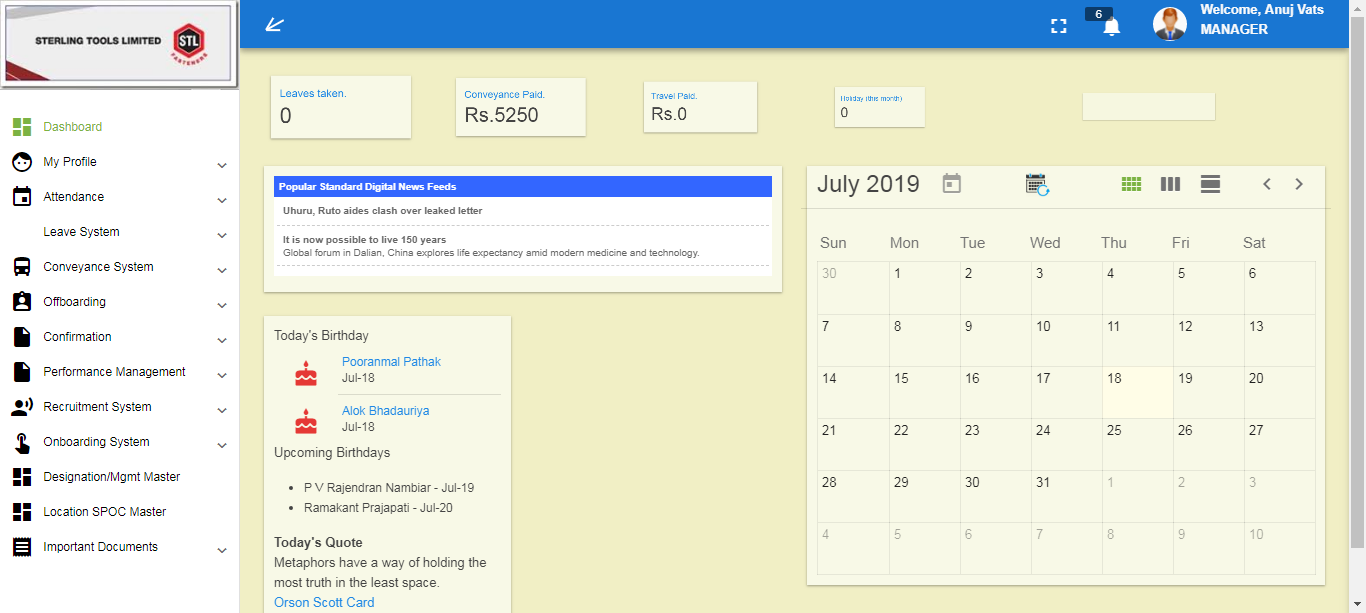 STERLING TOOLS LIMITED
STL
FASTENERS
6
Welcome, Anuj Vats
MANAGER
Dashboard
My Profile
Attendance
Leave System
Conveyance System
Offboarding
Confirmation
Performance Management
Recruitment System
Onboarding System
Designation/Mgmt Master
Location SPOC Master
Important Documents
Leaves taken.
0
Conveyance Paid.
Rs.5250
Travel Paid.
Rs.0
Holiday (this month)
0
Popular Standard Digital News Feeds
Uhuru, Ruto aides clash over leaked letter
It is now possible to live 150 years
Global forum in Dalian, China explores life expectancy amid modern medicine and technology.
Today's Birthday
Pooranmal Pathak
Jul-18
Alok Bhadauriya
Jul-18
Upcoming Birthdays
P V Rajendran Nambiar - Jul-19
Ramakant Prajapati - Jul-20
Today's Quote
Metaphors have a way of holding the
most truth in the least space.
Orson Scott Card
July 2019
Sun Mon Tue Wed Thu Fri Sat
30 1 2 3 4 5 6
7 8 9 10 11 12 13
14 15 16 17 18 19 20
21 22 23 24 25 26 27
28 29 30 31 1 2 3
4 5 6 7 8 9 10